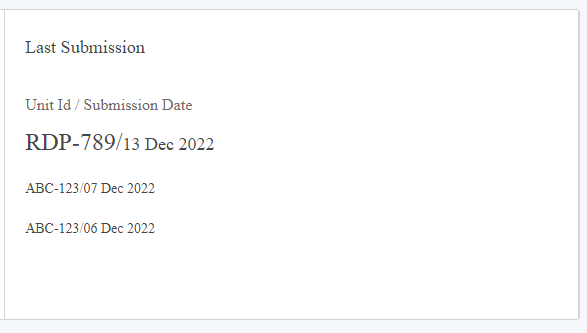 Last Submission
Unit Id / Submission Date
RDP-789/13 Dec 2022
ABC-123/07 Dec 2022
ABC-123/06 Dec 2022